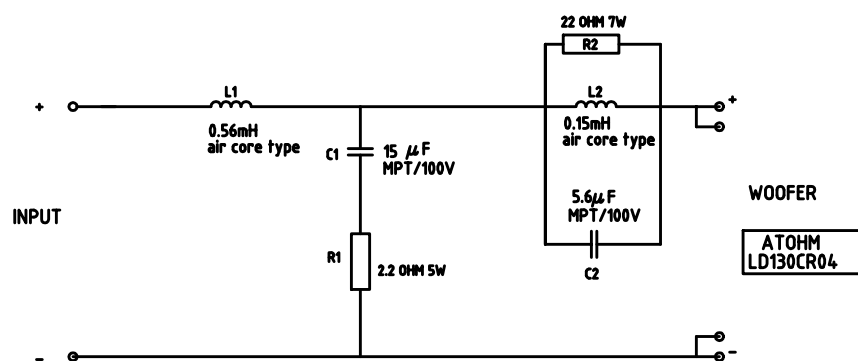 22 OHM 7W
R2
L1
L2
+
+
0.56mH
air core type
0.15mH
air core type
C1
15 μF
MPT/100V
5.6μF
MPT/100V
WOOFER
INPUT
ATOHM
LD130CR04
R1
2.2 OHM 5W
C2
-
-